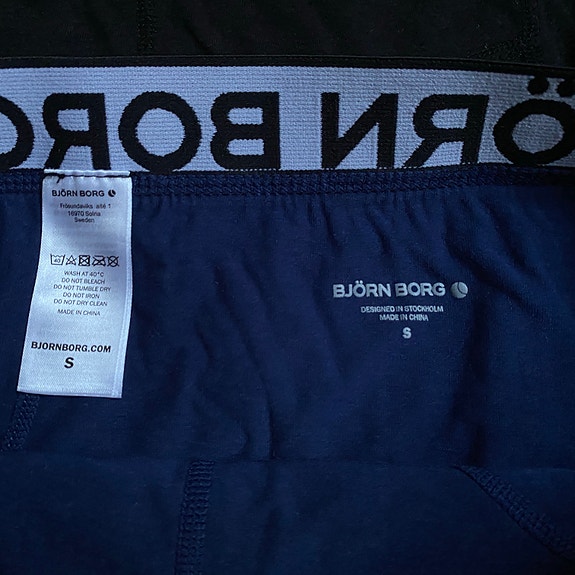 ÖRN BORG
BJÖRN BORG
Frösundaviks allé 1
16970 Solna
Sweden
40
WASH AT 40°C
DO NOT BLEACH
DO NOT TUMBLE DRY
DO NOT IRON
DO NOT DRY CLEAN
MADE IN CHINA
BJORNBORG.COM
S
BJÖRN BORG
DESIGNED IN STOCKHOLM
MADE IN CHINA
S